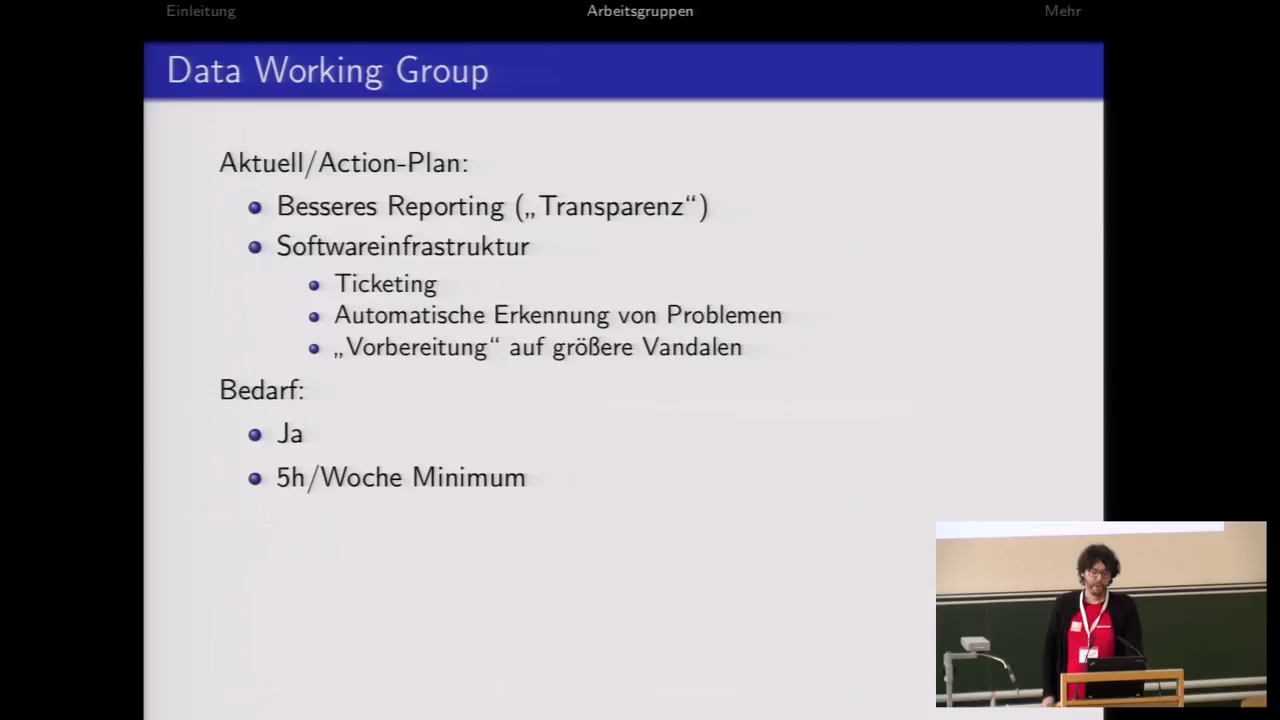 Einleitung
Arbeitsgruppen
Mehr
Data Working Group
Aktuell/Action-Plan:
Besseres Reporting („Transparenz“)
Softwareinfrastruktur
Ticketing
Automatische Erkennung von Problemen
„Vorbereitung“ auf größere Vandalen
Bedarf:
Ja
5h/Woche Minimum